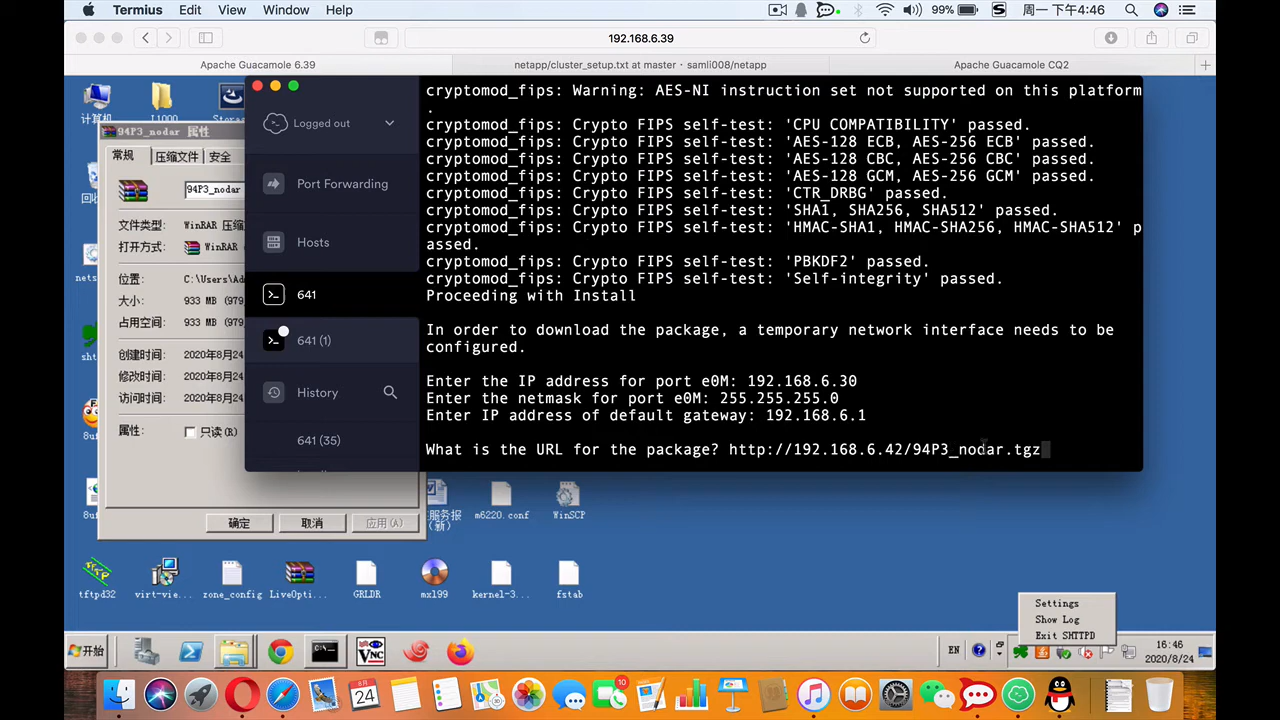 Termius Edit View Window Help
99%
周一 下午4:46
192.168.6.39
Apache Guacamole 6.39
netapp/cluster_setup.txt at master · samli008/netapp
Apache Guacamole CQ2
计算机
J1000
94P3_nodar 属性
常规 压缩文件 安全
94P3_nodar
文件类型: WinRAR 压缩
打开方式: WinRAR
位置: C:\Users\Ad
大小: 933 MB (979
占用空间: 933 MB (979
创建时间: 2020年8月24
修改时间: 2020年8月24
访问时间: 2020年8月24
属性: 只读(R)
确定 取消 应用(A)
Logged out
Port Forwarding
Hosts
641
641 (1)
History
641 (35)
cryptomod_fips: Warning: AES-NI instruction set not supported on this platform
.
cryptomod_fips: Crypto FIPS self-test: 'CPU COMPATIBILITY' passed.
cryptomod_fips: Crypto FIPS self-test: 'AES-128 ECB, AES-256 ECB' passed.
cryptomod_fips: Crypto FIPS self-test: 'AES-128 CBC, AES-256 CBC' passed.
cryptomod_fips: Crypto FIPS self-test: 'AES-128 GCM, AES-256 GCM' passed.
cryptomod_fips: Crypto FIPS self-test: 'CTR_DRBG' passed.
cryptomod_fips: Crypto FIPS self-test: 'SHA1, SHA256, SHA512' passed.
cryptomod_fips: Crypto FIPS self-test: 'HMAC-SHA1, HMAC-SHA256, HMAC-SHA512' p
assed.
cryptomod_fips: Crypto FIPS self-test: 'PBKDF2' passed.
cryptomod_fips: Crypto FIPS self-test: 'Self-integrity' passed.
Proceeding with Install
In order to download the package, a temporary network interface needs to be
configured.
Enter the IP address for port e0M: 192.168.6.30
Enter the netmask for port e0M: 255.255.255.0
Enter IP address of default gateway: 192.168.6.1
What is the URL for the package? http://192.168.6.42/94P3_nodar.tgz
服务报 m6220.conf WinSCP
(新)
tftpd32 virt-vie... zone_config LiveOpti... GRLDR mxl99 kernel-3... fstab
Settings
Show Log
Exit SHTTPD
开始
EN
16:46
2020/8/24